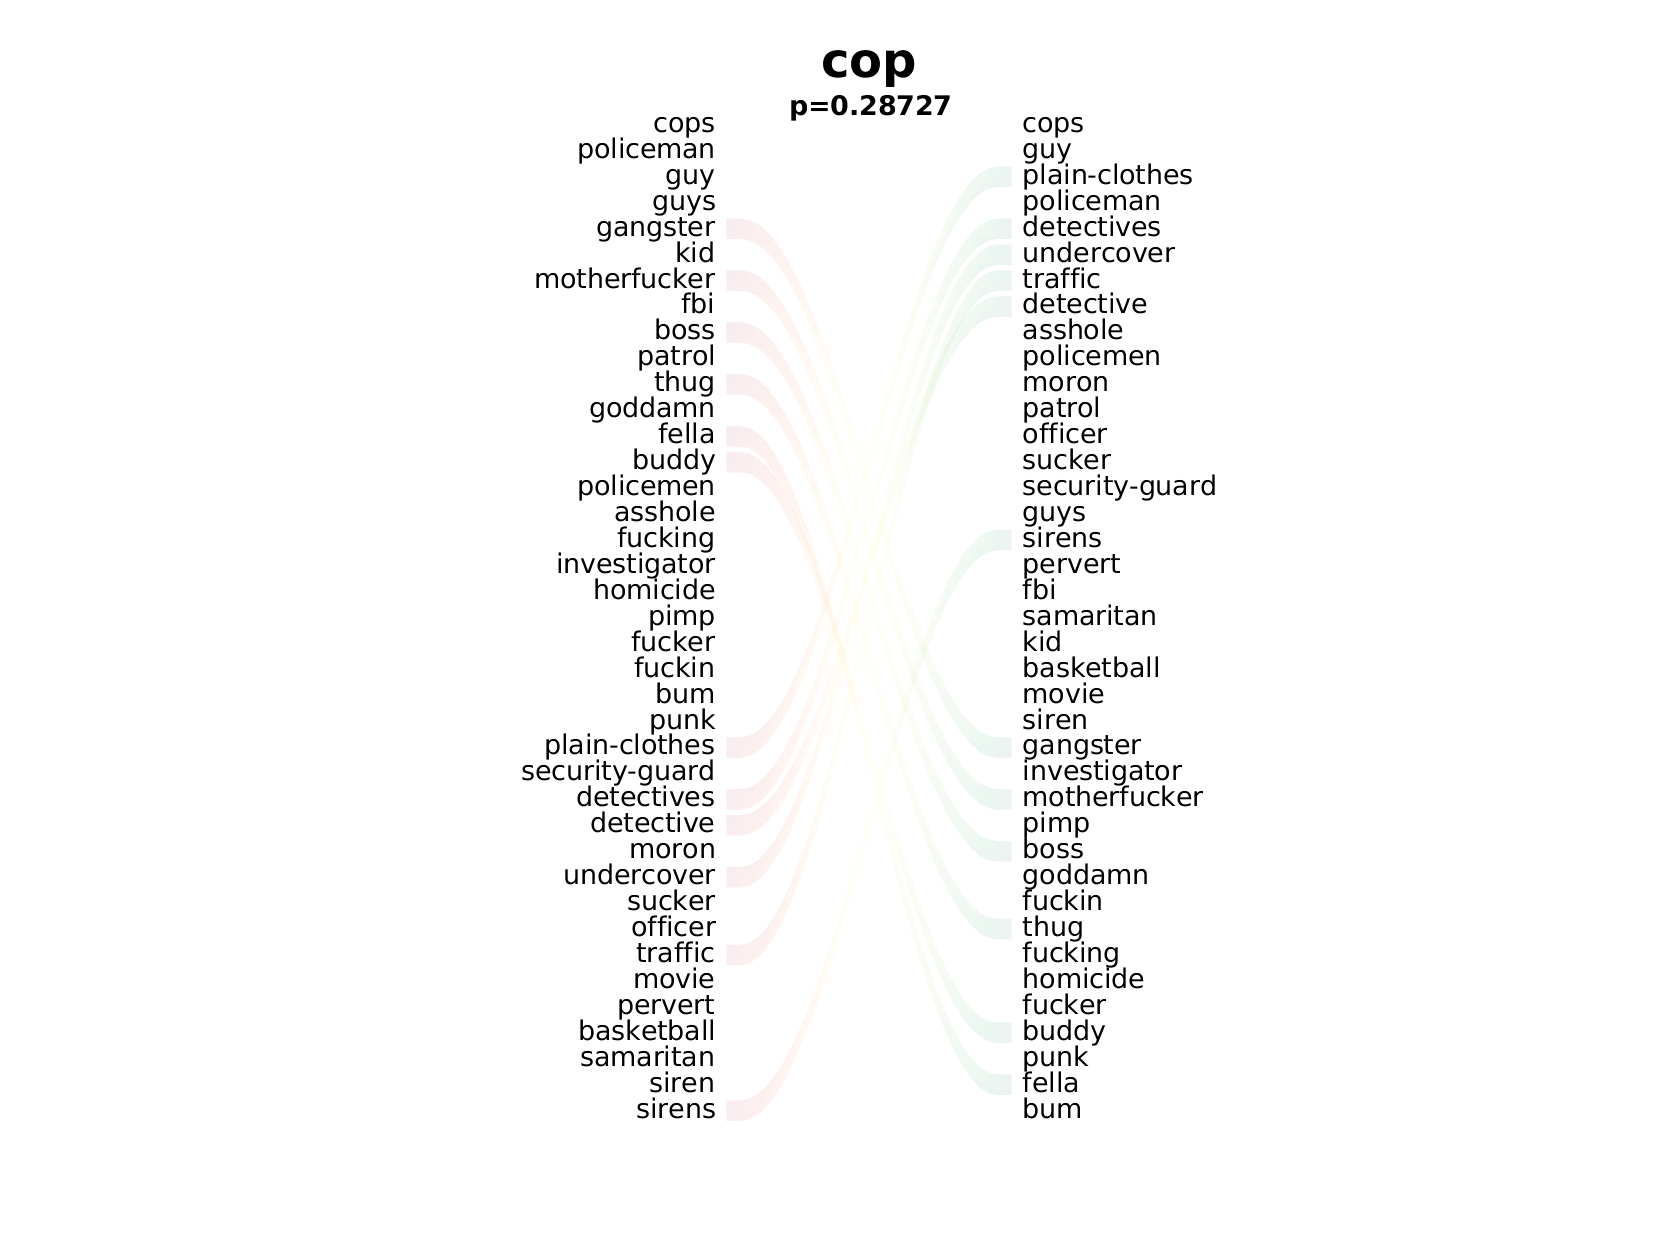 cop
p=0.28727
cops
policeman
guy
guys
gangster
kid
motherfucker
fbi
boss
patrol
thug
goddamn
fella
buddy
policemen
asshole
fucking
investigator
homicide
pimp
fucker
fuckin
bum
punk
plain-clothes
security-guard
detectives
detective
moron
undercover
sucker
officer
traffic
movie
pervert
basketball
samaritan
siren
sirens
cops
guy
plain-clothes
policeman
detectives
undercover
traffic
detective
asshole
policemen
moron
patrol
officer
sucker
security-guard
guys
sirens
pervert
fbi
samaritan
kid
basketball
movie
siren
gangster
investigator
motherfucker
pimp
boss
goddamn
fuckin
thug
fucking
homicide
fucker
buddy
punk
fella
bum